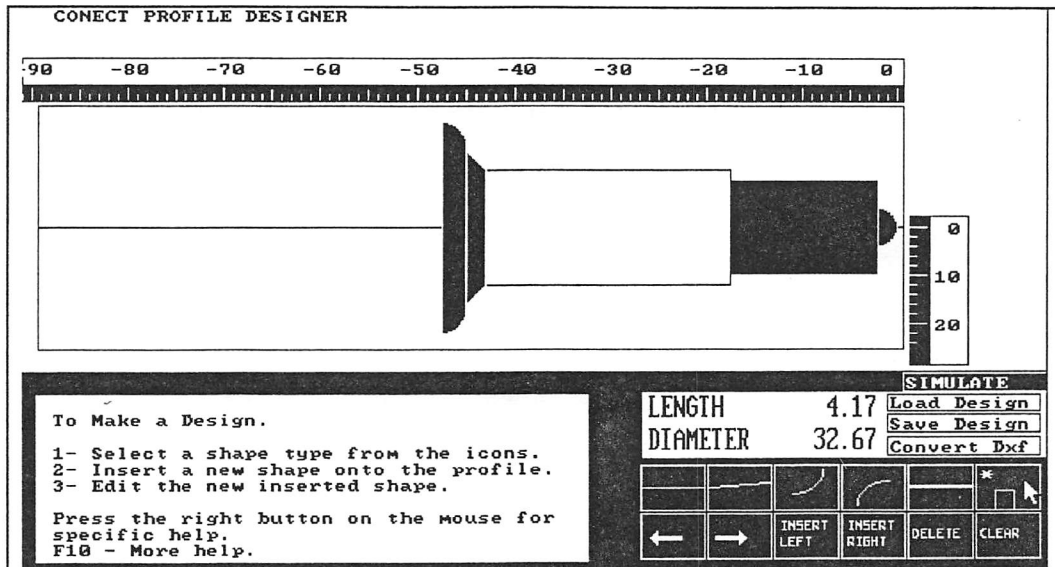 CONECT PROFILE DESIGNER
-90 -80 -70 -60 -50 -40 -30 -20 -10 0
0
10
20
To Make a Design.
1- Select a shape type from the icons.
2- Insert a new shape onto the profile.
3- Edit the new inserted shape.
Press the right button on the mouse for
specific help.
F10 - More help.
SIMULATE
LENGTH 4.17
DIAMETER 32.67
Load Design
Save Design
Convert Dxf
*
INSERT LEFT
INSERT RIGHT
DELETE
CLEAR